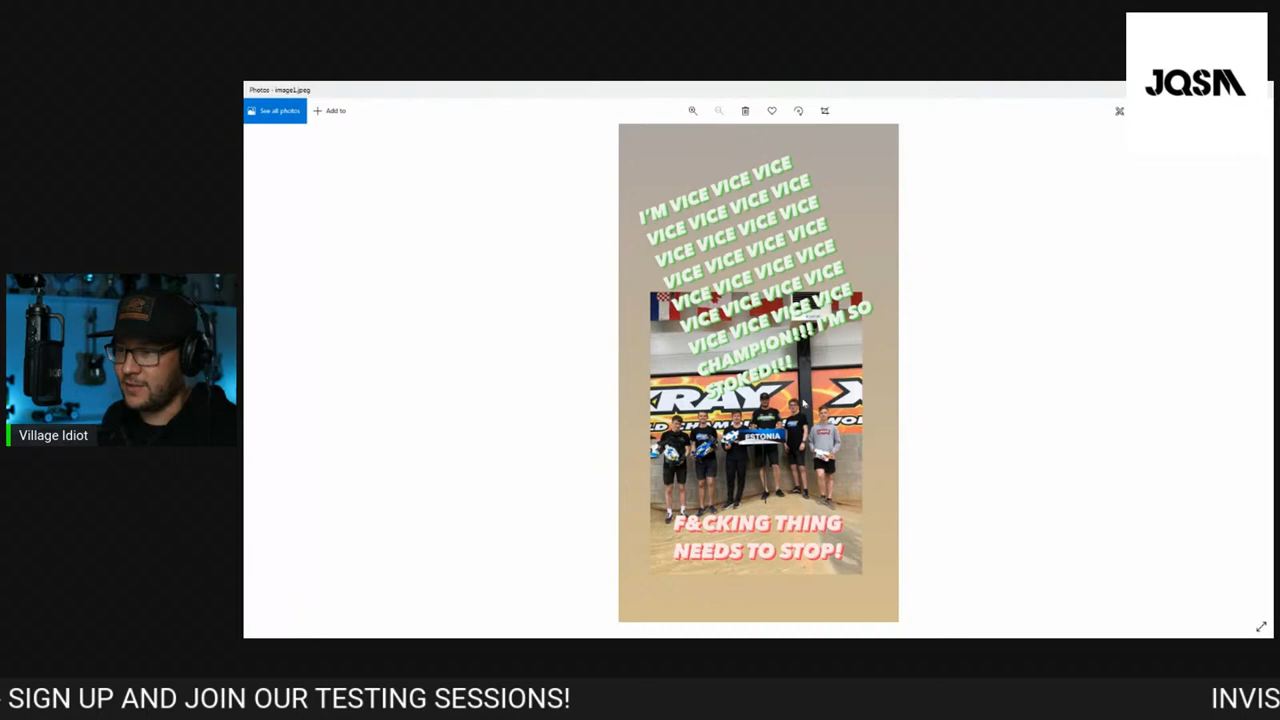 JQSM
Photos - image1.jpeg
See all photos
Add to
I'M VICE VICE VICE
VICE VICE VICE VICE
VICE VICE VICE VICE
VICE VICE VICE VICE
VICE VICE VICE VICE
VICE VICE VICE VICE
VICE VICE VICE VICE
CHAMPION!!! I'M SO
STOKED!!!
XRAY
X
ESTONIA
F&CKING THING
NEEDS TO STOP!
Village Idiot
SIGN UP AND JOIN OUR TESTING SESSIONS!
INVIS